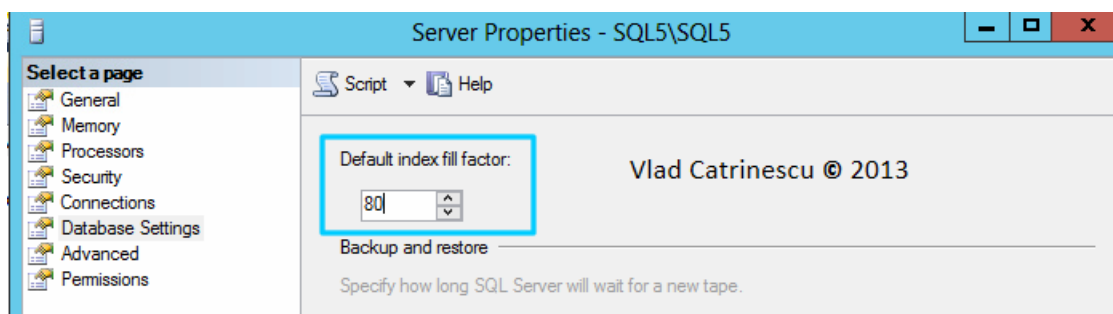 Server Properties - SQL5\SQL5
Select a page
General
Memory
Processors
Security
Connections
Database Settings
Advanced
Permissions
Script
Help
Default index fill factor:
80
Vlad Catrinescu © 2013
Backup and restore
Specify how long SQL Server will wait for a new tape.